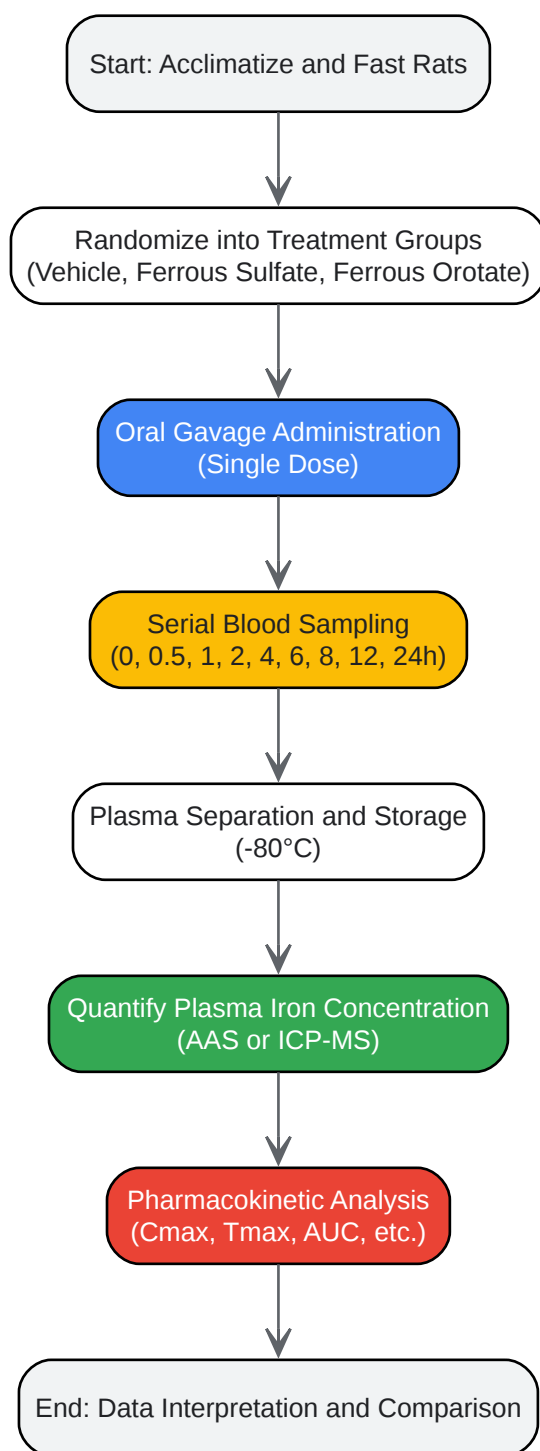 Start: Acclimatize and Fast Rats
Randomize into Treatment Groups
(Vehicle, Ferrous Sulfate, Ferrous Orotate)
Oral Gavage Administration
(Single Dose)
Serial Blood Sampling
(0, 0.5, 1, 2, 4, 6, 8, 12, 24h)
Plasma Separation and Storage
(-80°C)
Quantify Plasma Iron Concentration
(AAS or ICP-MS)
Pharmacokinetic Analysis
(Cmax, Tmax, AUC, etc.)
End: Data Interpretation and Comparison